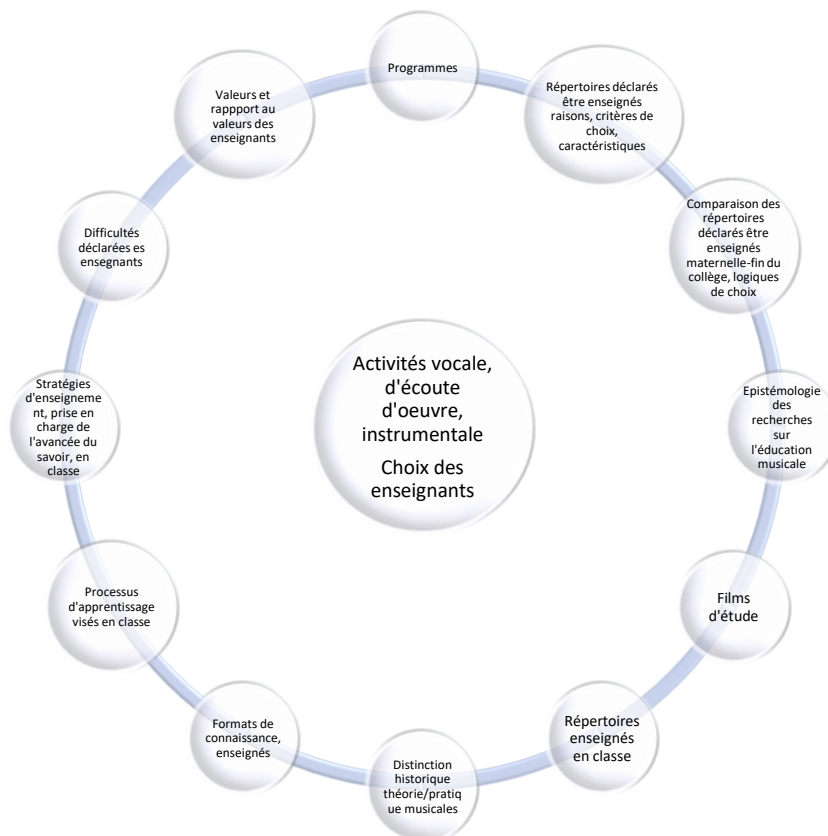 Programmes
Répertoires déclarés
être enseignés
raisons, critères de
choix,
caractéristiques
Comparaison des
répertoires
déclarés être
enseignés
maternelle-fin du
collège, logiques
de choix
Epistémologie
des
recherches
sur
l'éducation
musicale
Films
d'étude
Répertoires
enseignés
en classe
Distinction
historique
théorie/pratiq
ue musicales
Formats de
connaissance,
enseignés
Processus
d'apprentissage
visés en classe
Stratégies
d'enseigneme
nt, prise en
charge de
l'avancée du
savoir, en
classe
Difficultés
déclarées es
ensegnants
Valeurs et
rappport au
valeurs des
enseignants
Activités vocale,
d'écoute
d'oeuvre,
instrumentale
Choix des
enseignants